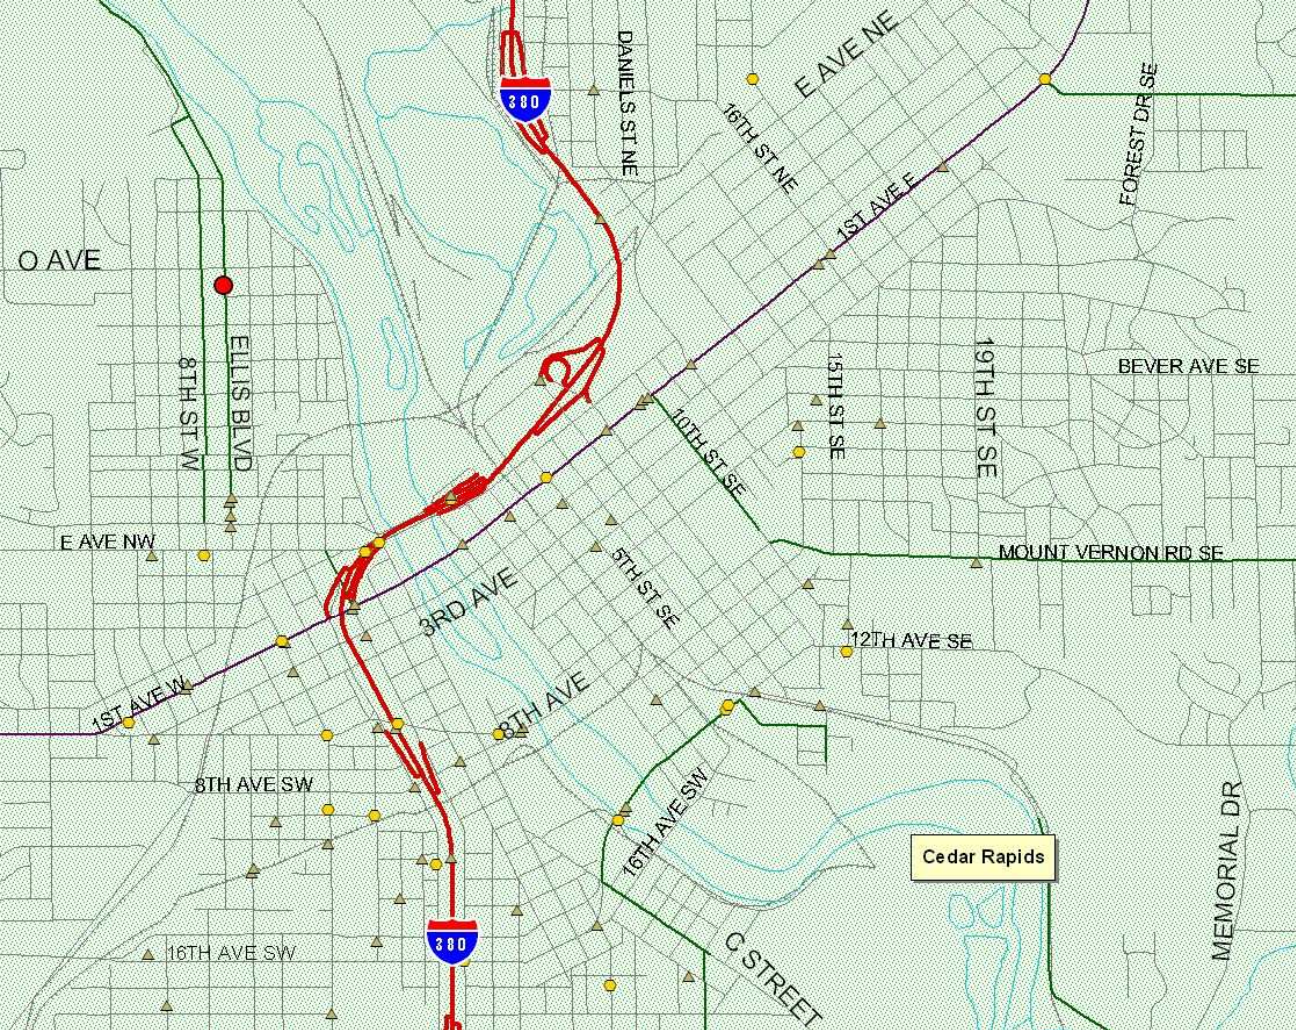 DANIELS ST NE
E AVE NE
380
FOREST DR SE
16TH ST NE
1ST AVE E
O AVE
ELLIS BLVD
8TH ST W
15TH ST SE
19TH ST SE
BEVER AVE SE
10TH ST SE
E AVE NW
MOUNT VERNON RD SE
5TH ST SE
3RD AVE
12TH AVE SE
1ST AVE W
8TH AVE
8TH AVE SW
16TH AVE SW
MEMORIAL DR
Cedar Rapids
380
16TH AVE SW
C STREET